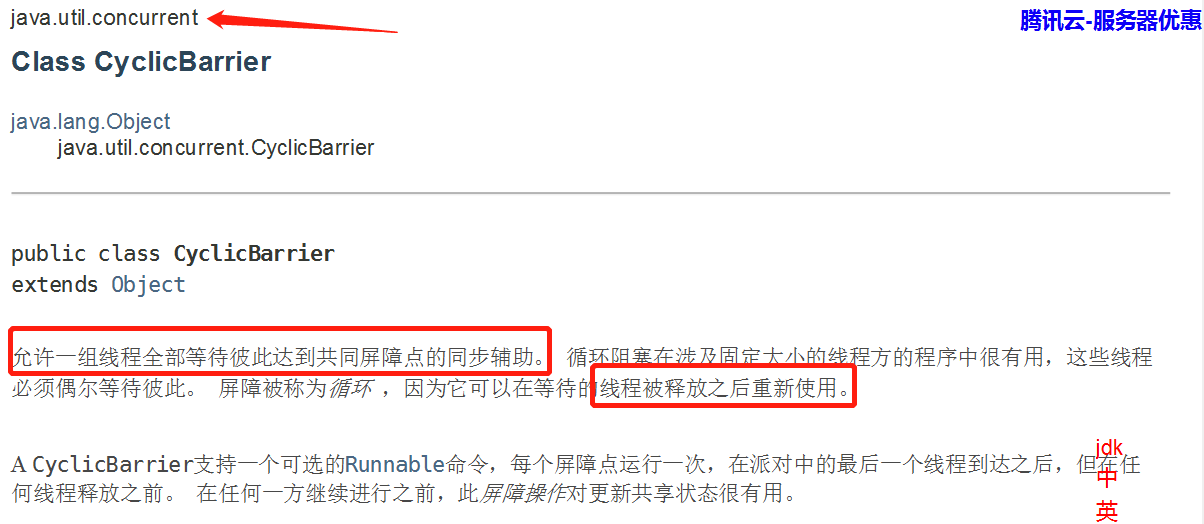 java.util.concurrent
腾讯云-服务器优惠
Class CyclicBarrier
java.lang.Object
java.util.concurrent.CyclicBarrier
public class CyclicBarrier
extends Object
允许一组线程全部等待彼此达到共同屏障点的同步辅助。 循环阻塞在涉及固定大小的线程方的程序中很有用，这些线程
必须偶尔等待彼此。 屏障被称为循环 ，因为它可以在等待的线程被释放之后重新使用。
A CyclicBarrier支持一个可选的Runnable命令，每个屏障点运行一次，在派对中的最后一个线程到达之后，但在任
何线程释放之前。 在任何一方继续进行之前，此屏障操作对更新共享状态很有用。
jdk
中
英